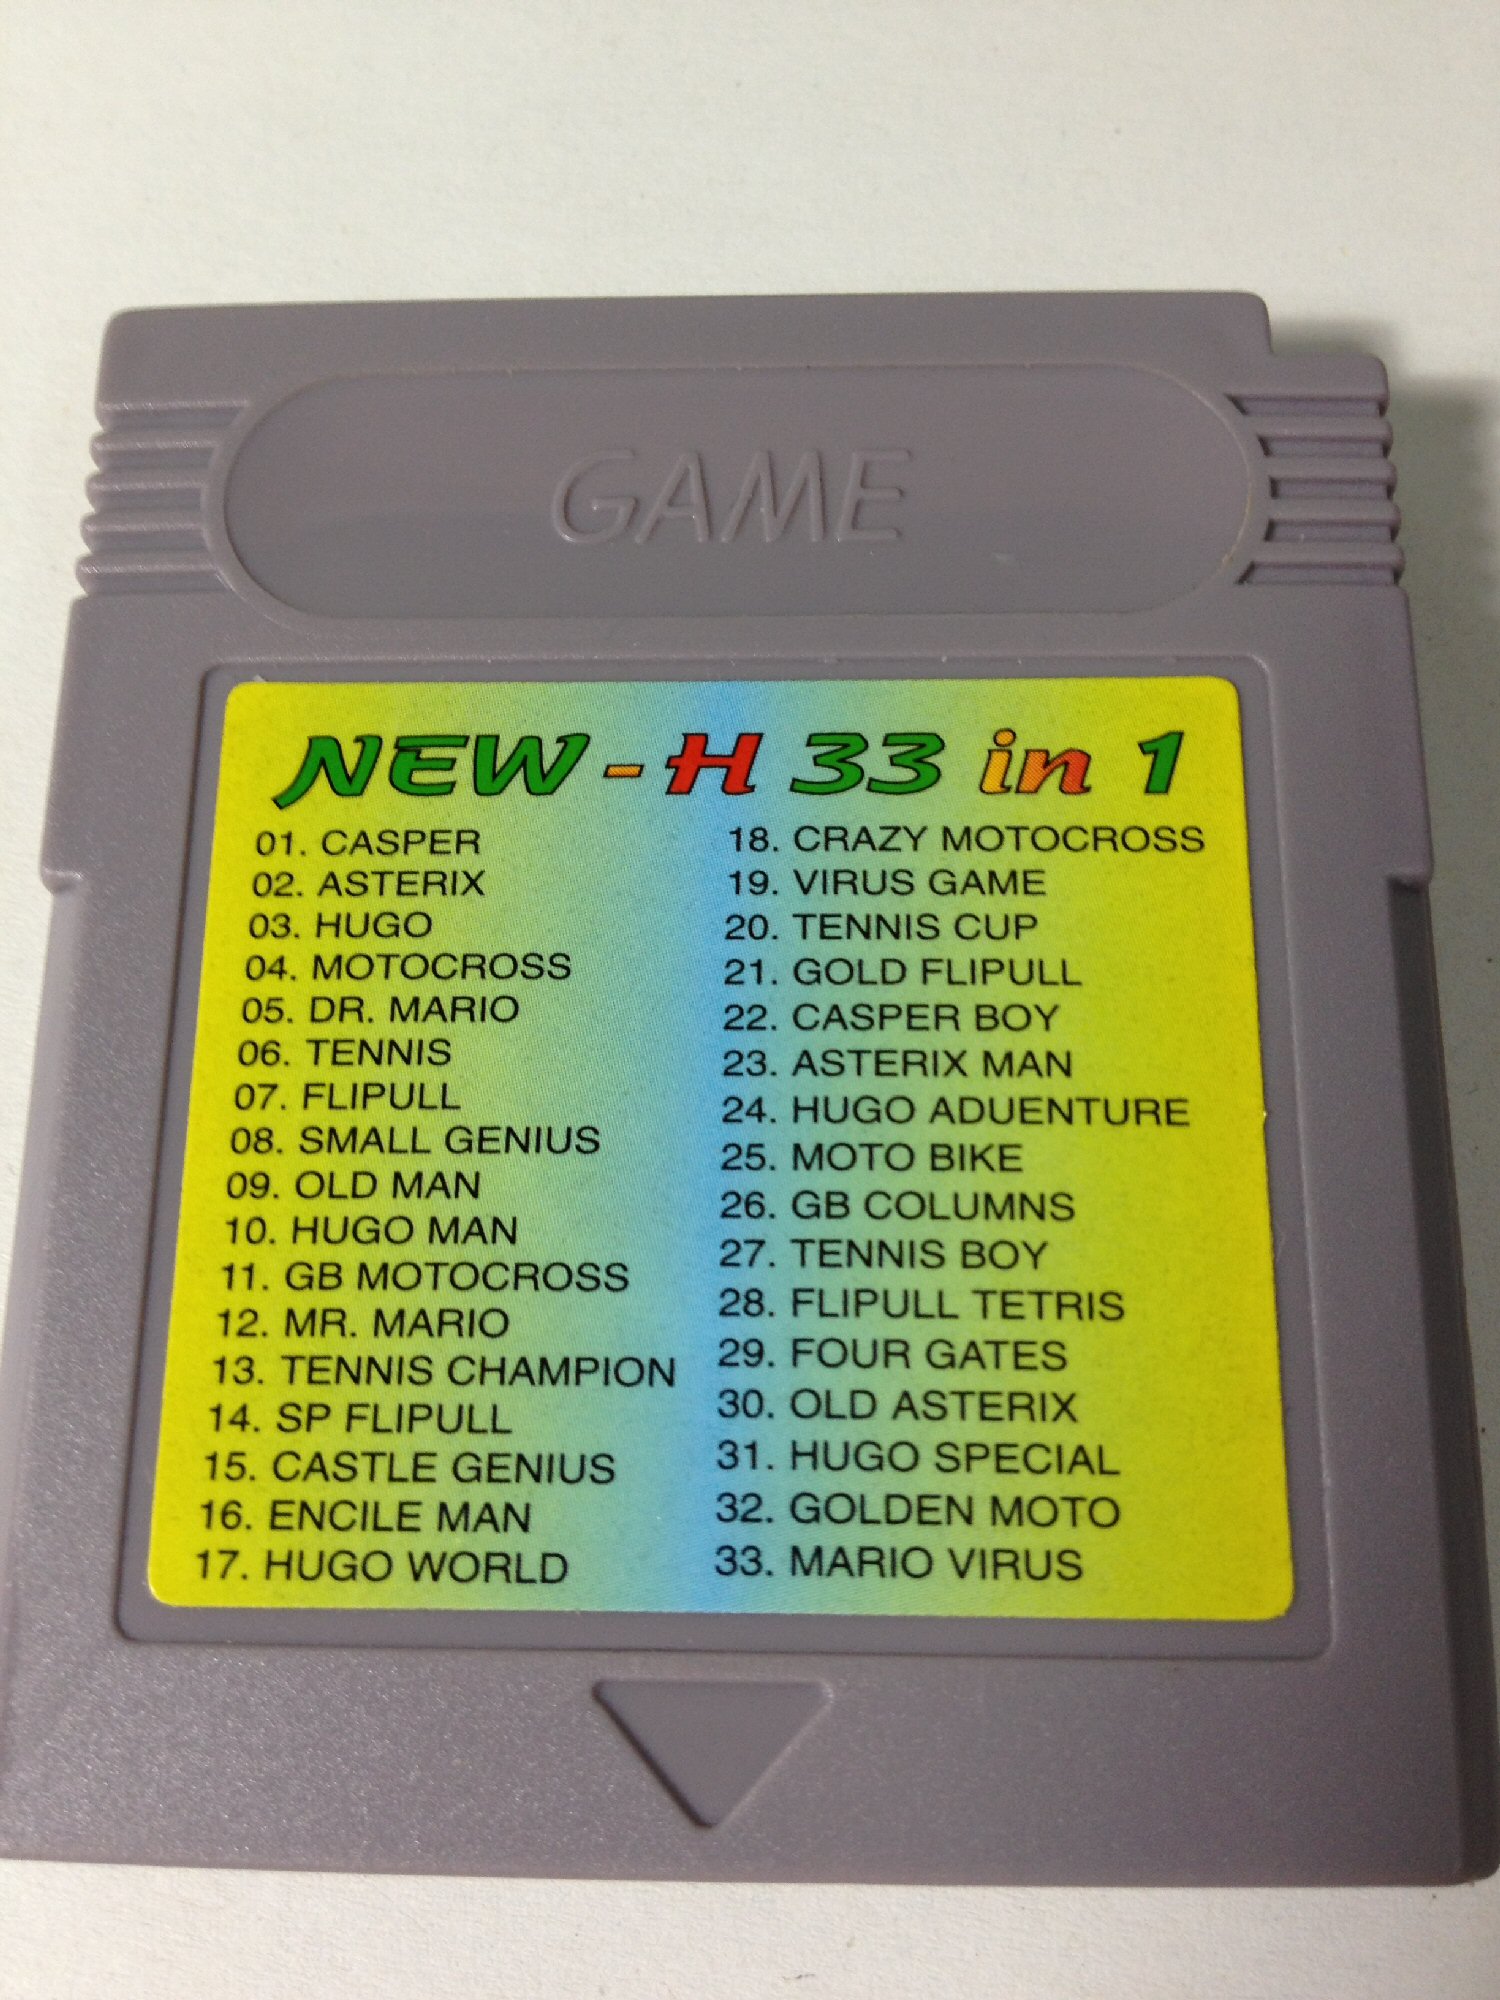 GAME
NEW - H 33 in 1
01. CASPER
02. ASTERIX
03. HUGO
04. MOTOCROSS
05. DR. MARIO
06. TENNIS
07. FLIPULL
08. SMALL GENIUS
09. OLD MAN
10. HUGO MAN
11. GB MOTOCROSS
12. MR. MARIO
13. TENNIS CHAMPION
14. SP FLIPULL
15. CASTLE GENIUS
16. ENCILE MAN
17. HUGO WORLD
18. CRAZY MOTOCROSS
19. VIRUS GAME
20. TENNIS CUP
21. GOLD FLIPULL
22. CASPER BOY
23. ASTERIX MAN
24. HUGO ADUENTURE
25. MOTO BIKE
26. GB COLUMNS
27. TENNIS BOY
28. FLIPULL TETRIS
29. FOUR GATES
30. OLD ASTERIX
31. HUGO SPECIAL
32. GOLDEN MOTO
33. MARIO VIRUS